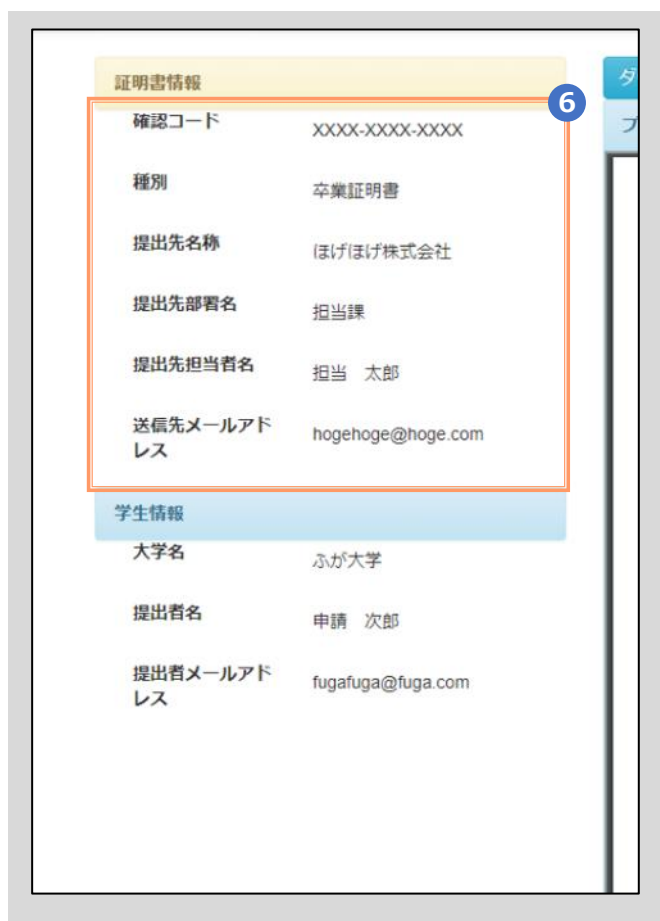 証明書情報
6
確認コード XXXX-XXXX-XXXX
種別 卒業証明書
提出先名称 ほげほげ株式会社
提出先部署名 担当課
提出先担当者名 担当　太郎
送信先メールアド
レス hogehoge@hoge.com
学生情報
大学名 ふが大学
提出者名 申請　次郎
提出者メールアド
レス fugafuga@fuga.com
ダ
プ